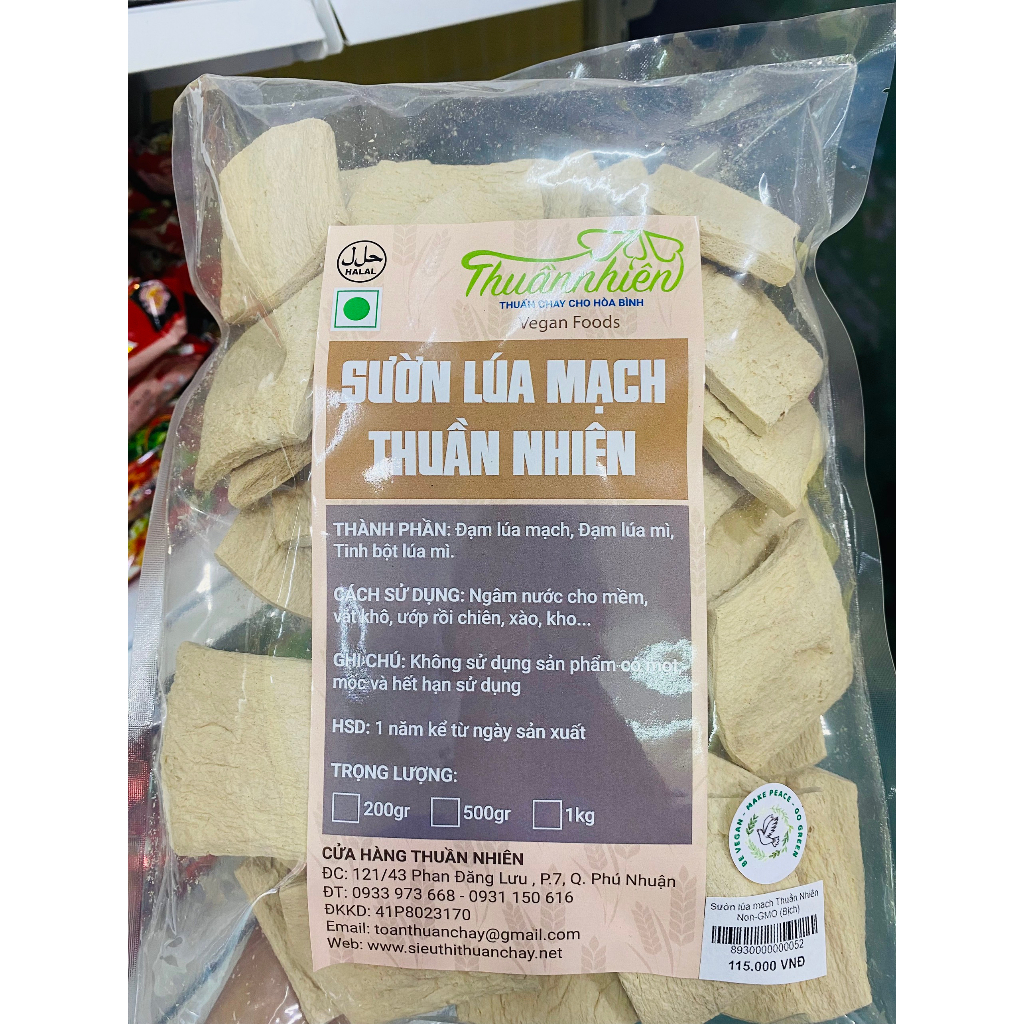 حلال
HALAL
Thuầnnhiên
THUẦN CHAY CHO HÒA BÌNH
Vegan Foods
SƯỜN LÚA MẠCH
THUẦN NHIÊN
THÀNH PHẦN: Đạm lúa mạch, Đạm lúa mì,
Tinh bột lúa mì.
CÁCH SỬ DỤNG: Ngâm nước cho mềm,
vắt khô, ướp rồi chiên, xào, kho...
GHI CHÚ: Không sử dụng sản phẩm có mọt,
mốc và hết hạn sử dụng
HSD: 1 năm kể từ ngày sản xuất
TRỌNG LƯỢNG:
200gr 500gr 1kg
CỬA HÀNG THUẦN NHIÊN
ĐC: 121/43 Phan Đăng Lưu , P.7, Q. Phú Nhuận
ĐT: 0933 973 668 - 0931 150 616
ĐKKD: 41P8023170
Email: toanthuanchay@gmail.com
Web: www.sieuthithuanchay.net
BE VEGAN - MAKE PEACE - GO GREEN
Sườn lúa mạch Thuần Nhiên
Non-GMO (Bịch)
8930000000052
115.000 VNĐ